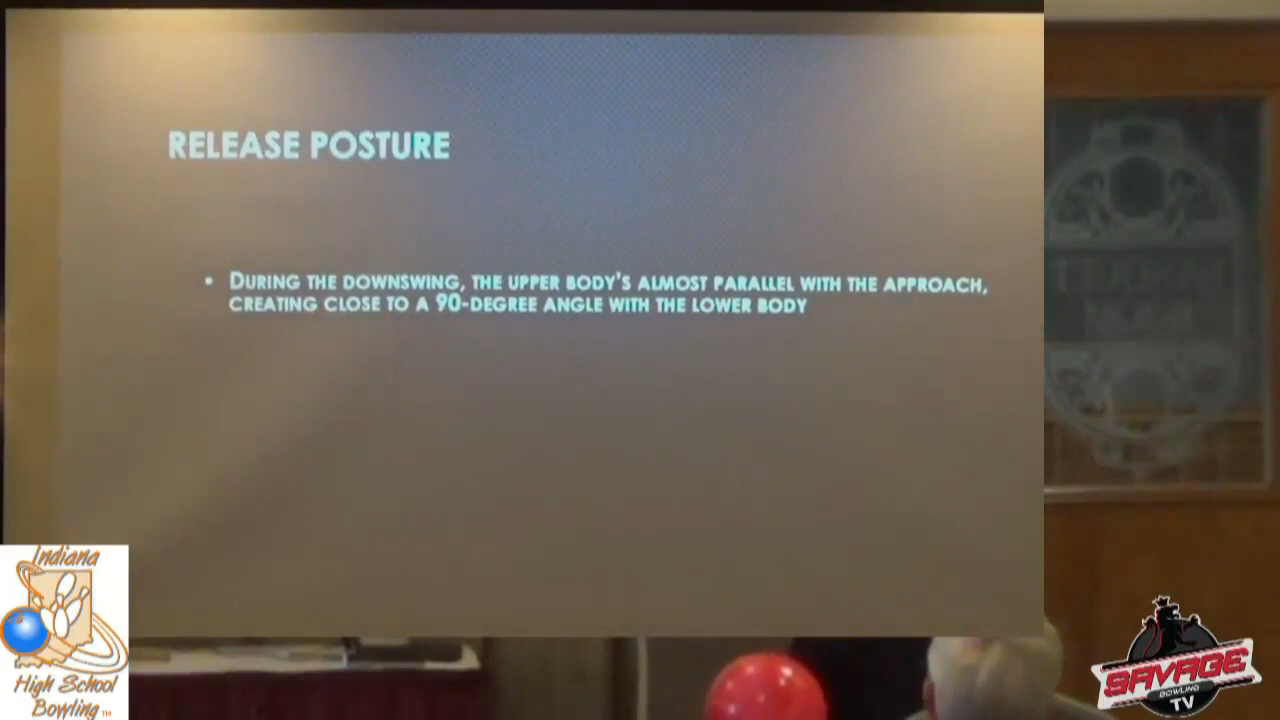 RELEASE POSTURE
• DURING THE DOWNSWING, THE UPPER BODY'S ALMOST PARALLEL WITH THE APPROACH,
CREATING CLOSE TO A 90-DEGREE ANGLE WITH THE LOWER BODY
Indiana
High School
Bowling™
SAVAGE
BOWLING
TV